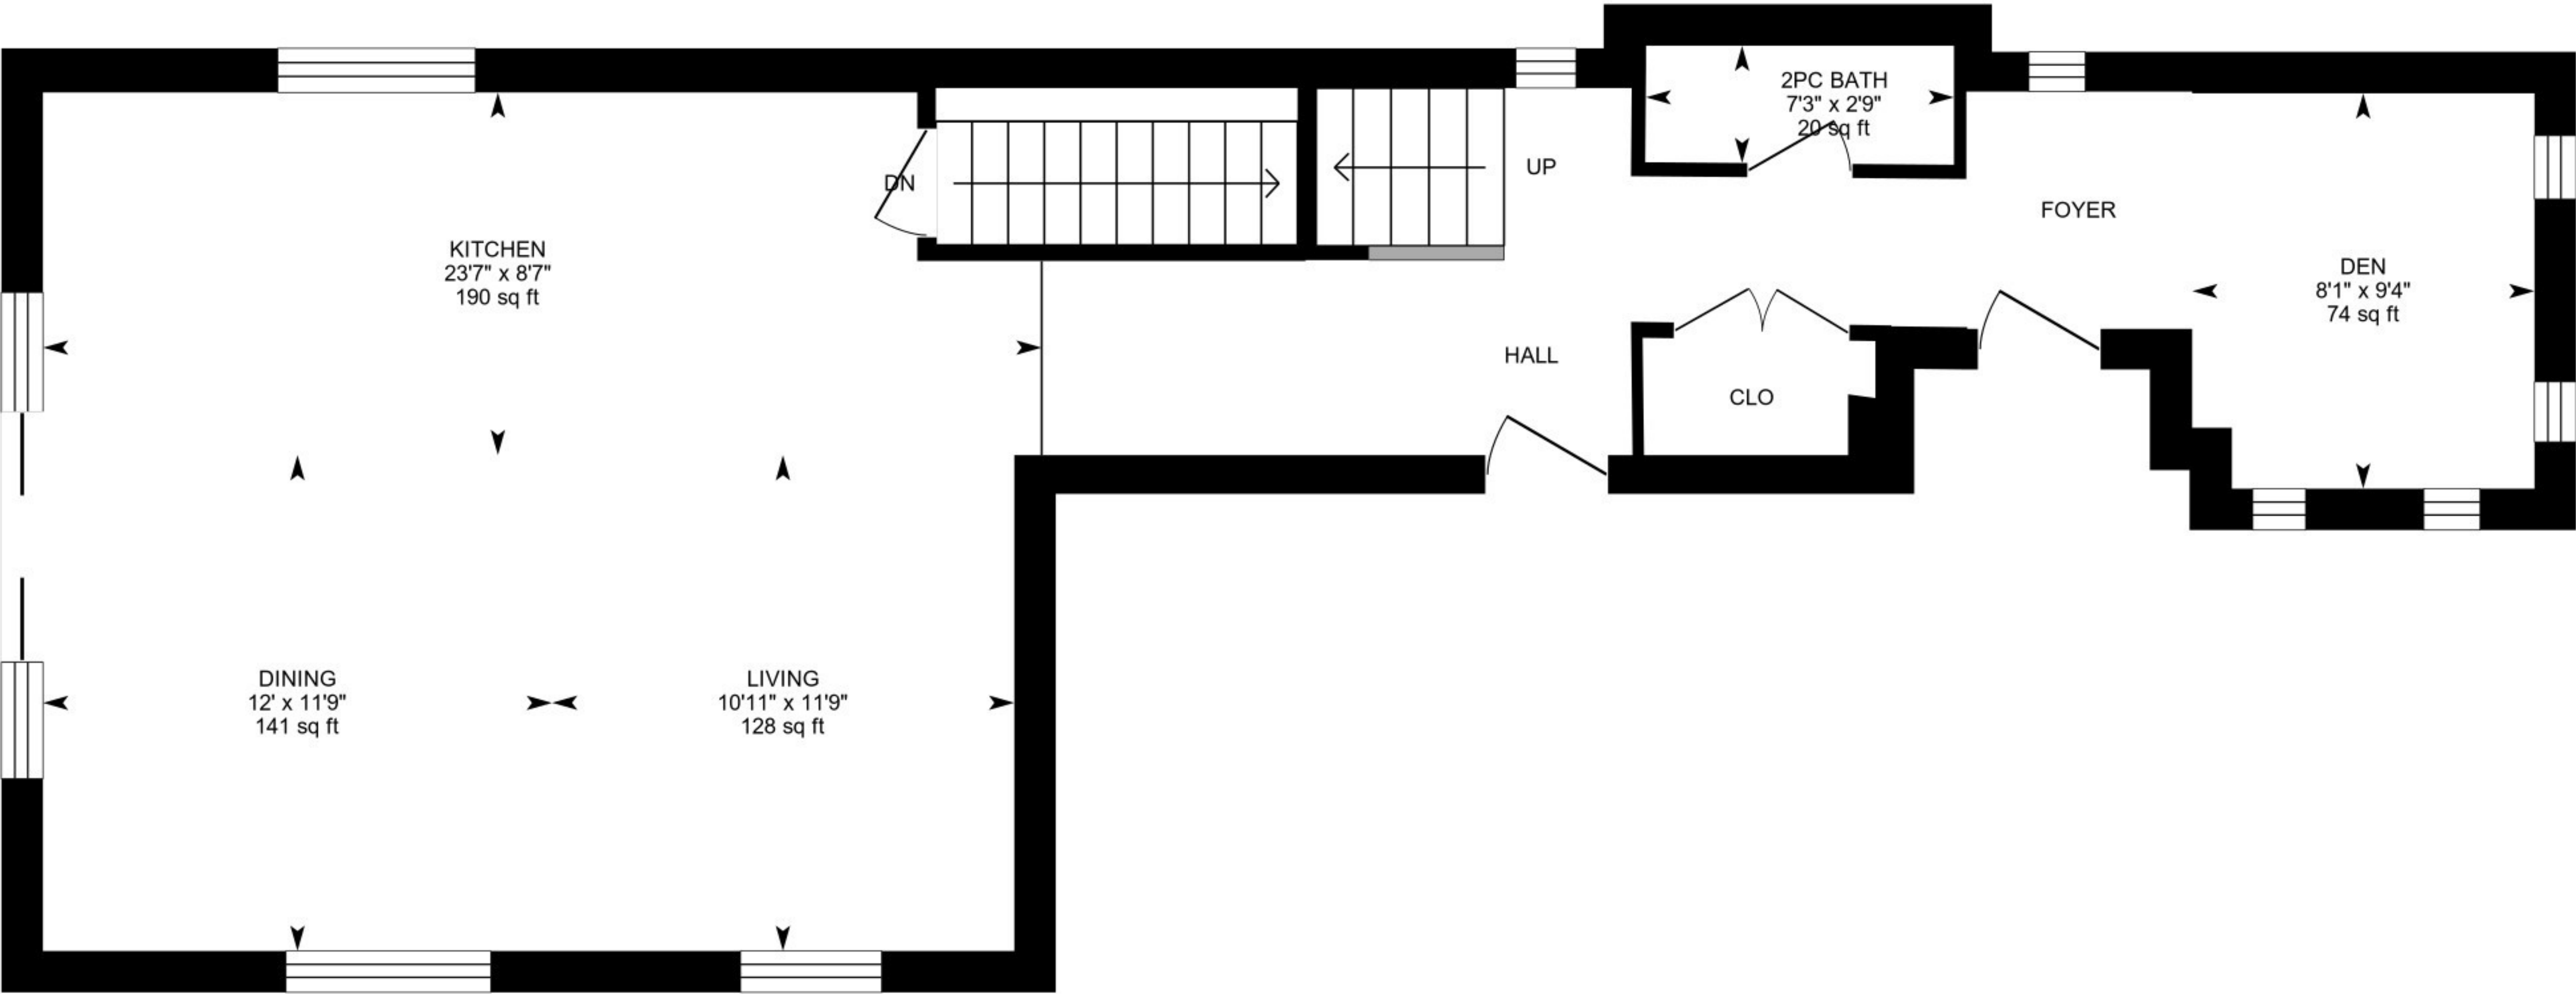 2PC BATH
7'3" x 2'9"
20 sq ft
UP
DN
FOYER
KITCHEN
23'7" x 8'7"
190 sq ft
DEN
8'1" x 9'4"
74 sq ft
HALL
CLO
DINING
12' x 11'9"
141 sq ft
LIVING
10'11" x 11'9"
128 sq ft